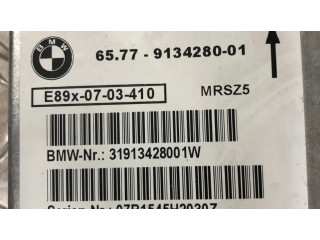 BMW
65.77 - 9134280-01
E89x-07-03-410
MRSZ5
BMW-Nr.: 31913428001W